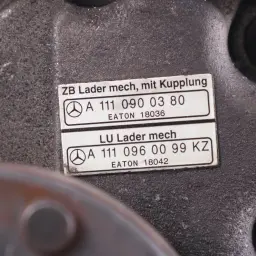 ZB Lader mech, mit Kupplung
A 111 090 03 80
EATON 18036
LU Lader mech
A 111 096 00 99 KZ
EATON 18042